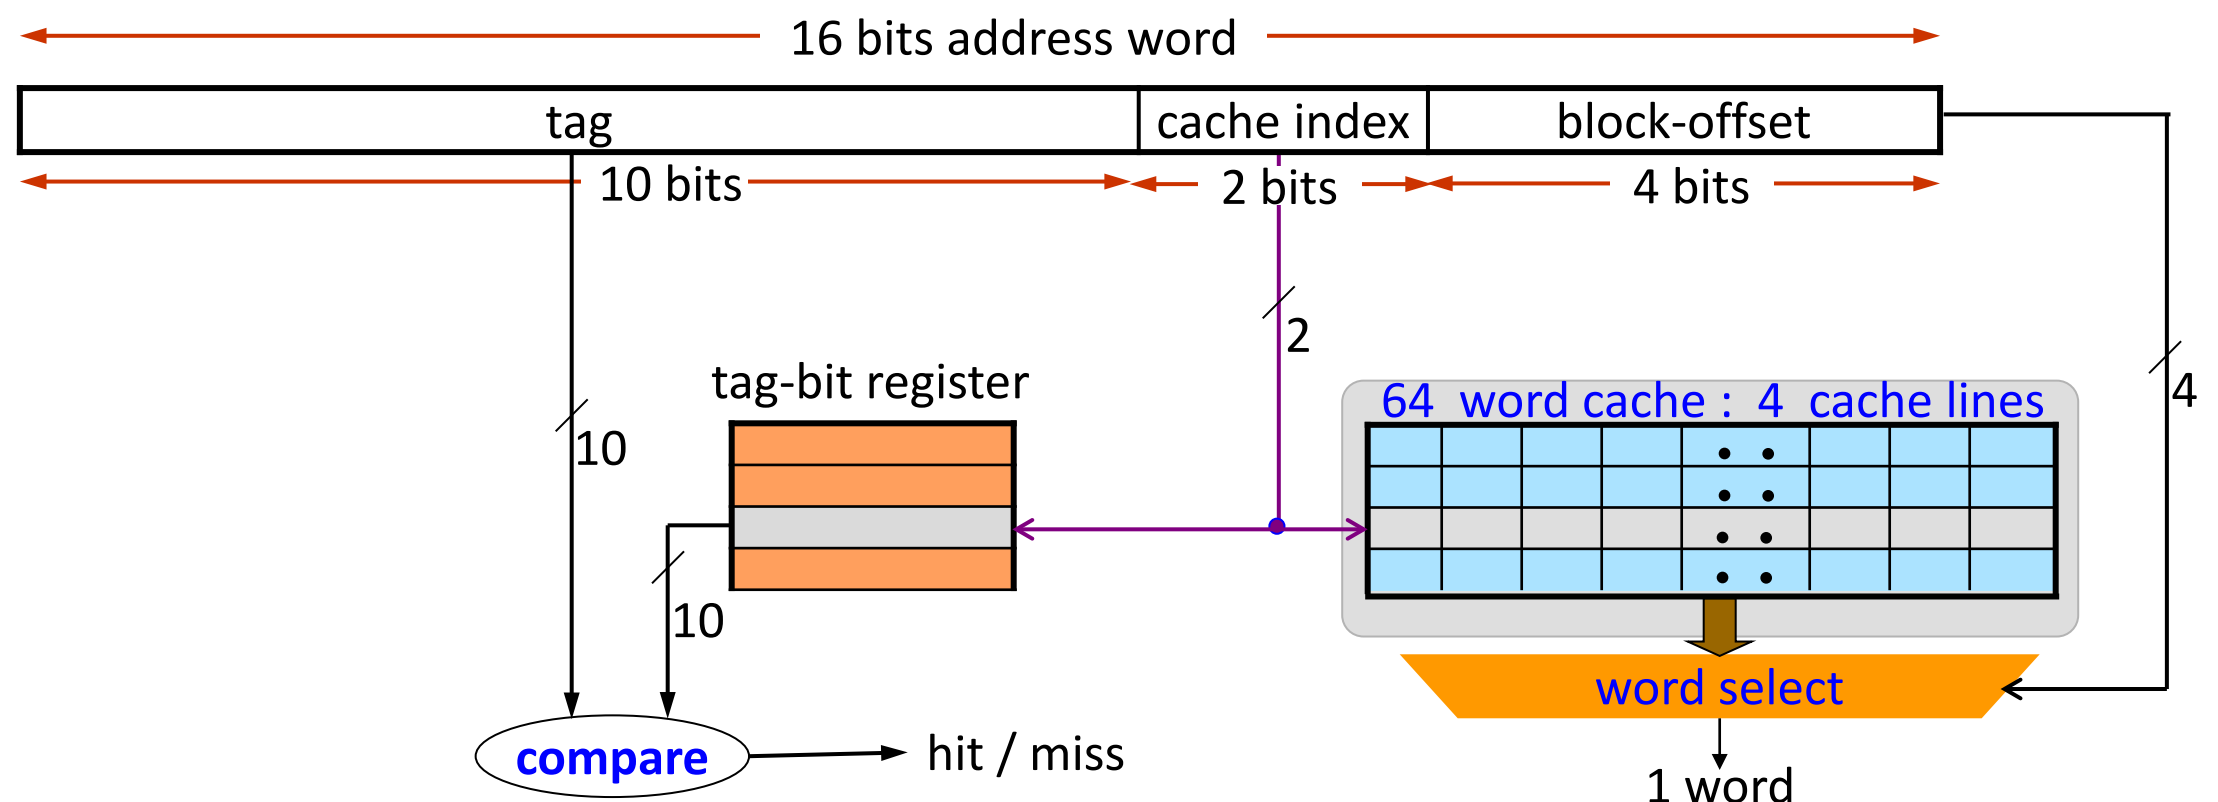 16 bits address word
tag
cache index
block-offset
10 bits
2 bits
4 bits
2
tag-bit register
64 word cache : 4 cache lines
4
10
10
word select
compare
hit / miss
1 word